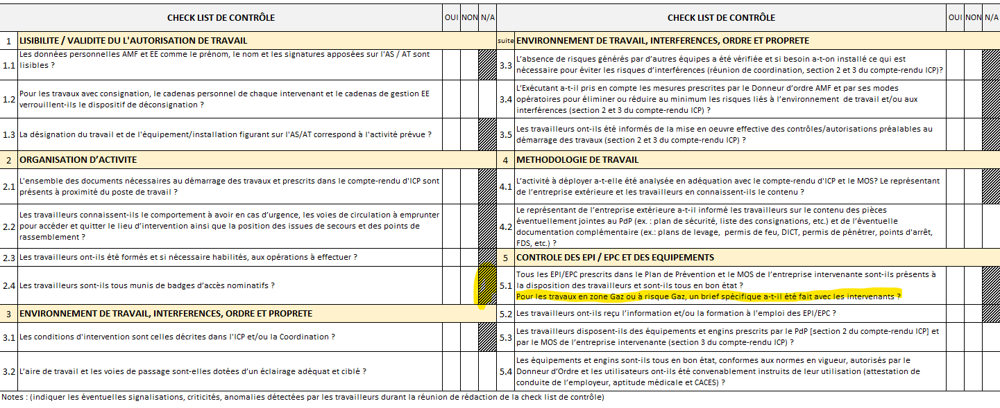 CHECK LIST DE CONTRÔLE OUI NON N/A
1 LISIBILITE / VALIDITE DU L'AUTORISATION DE TRAVAIL
1.1 Les données personnelles AMF et EE comme le prénom, le nom et les signatures apposées sur l'AS / AT sont
lisibles ?
1.2 Pour les travaux avec consignation, le cadenas personnel de chaque intervenant et le cadenas de gestion EE
verrouillent-ils le dispositif de déconsignation ?
1.3 La désignation du travail et de l'équipement/installation figurant sur l'AS/AT correspond à l'activité prévue ?
2 ORGANISATION D’ACTIVITE
2.1 L'ensemble des documents nécessaires au démarrage des travaux et prescrits dans le compte-rendu d'ICP sont
présents à proximité du poste de travail ?
2.2 Les travailleurs connaissent-ils le comportement à avoir en cas d’urgence, les voies de circulation à emprunter
pour accéder et quitter le lieu d’intervention ainsi que la position des issues de secours et des points de
rassemblement ?
2.3 Les travailleurs ont-ils été formés et si nécessaire habilités, aux opérations à effectuer ?
2.4 Les travailleurs sont-ils tous munis de badges d’accès nominatifs ?
3 ENVIRONNEMENT DE TRAVAIL, INTERFERENCES, ORDRE ET PROPRETE
3.1 Les conditions d'intervention sont celles décrites dans l'ICP et/ou la Coordination ?
3.2 L’aire de travail et les voies de passage sont-elles dotées d’un éclairage adéquat et ciblé ?
CHECK LIST DE CONTRÔLE OUI NON N/A
suite ENVIRONNEMENT DE TRAVAIL, INTERFERENCES, ORDRE ET PROPRETE
3.3 L’absence de risques générés par d’autres équipes a été vérifiée et si besoin a-t-on installé ce qui est
nécessaire pour éviter les risques d’interférences (réunion de coordination, section 2 et 3 du compte-rendu ICP)?
3.4 L’Exécutant a-t-il pris en compte les mesures prescrites par le Donneur d’ordre AMF et par ses modes
opératoires pour éliminer ou réduire au minimum les risques liés à l’environnement de travail et/ou aux
interférences (section 2 et 3 du compte-rendu ICP) ?
3.5 Les travailleurs ont-ils été informés de la mise en oeuvre effective des contrôles/autorisations préalables au
démarrage des travaux (section 2 et 3 du compte-rendu ICP) ?
4 METHODOLOGIE DE TRAVAIL
4.1 L’activité à déployer a-t-elle été analysée en adéquation avec le compte-rendu d'ICP et le MOS? Le représentant
de l’entreprise extérieure et les travailleurs en connaissent-ils le contenu ?
4.2 Le représentant de l’entreprise extérieure a-t-il informé les travailleurs sur le contenu des pièces
éventuellement jointes au PdP (ex. : plan de sécurité, liste des consignations, etc.) et de l’éventuelle
documentation complémentaire (ex.: plans de levage, permis de feu, DICT, permis de pénétrer, points d'arrêt,
FDS, etc.) ?
5 CONTROLE DES EPI / EPC ET DES EQUIPEMENTS
5.1 Tous les EPI/EPC prescrits dans le Plan de Prévention et le MOS de l’entreprise intervenante sont-ils présents à
la disposition des travailleurs et sont-ils tous en bon état ?
Pour les travaux en zone Gaz ou à risque Gaz, un brief spécifique a-t-il été fait avec les intervenants ?
5.2 Les travailleurs ont-ils reçu l’information et/ou la formation à l’emploi des EPI/EPC ?
5.3 Les travailleurs disposent-ils des équipements et engins prescrits par le PdP [section 2 du compte-rendu ICP] et
par le MOS de l’entreprise intervenante (section 3 du compte-rendu ICP) ?
5.4 Les équipements et engins sont-ils tous en bon état, conformes aux normes en vigueur, autorisés par le
Donneur d’Ordre et les utilisateurs ont-ils été convenablement instruits de leur utilisation (attestation de
conduite de l’employeur, aptitude médicale et CACES) ?
Notes : (indiquer les éventuelles signalisations, criticités, anomalies détectées par les travailleurs durant la réunion de rédaction de la check list de contrôle)